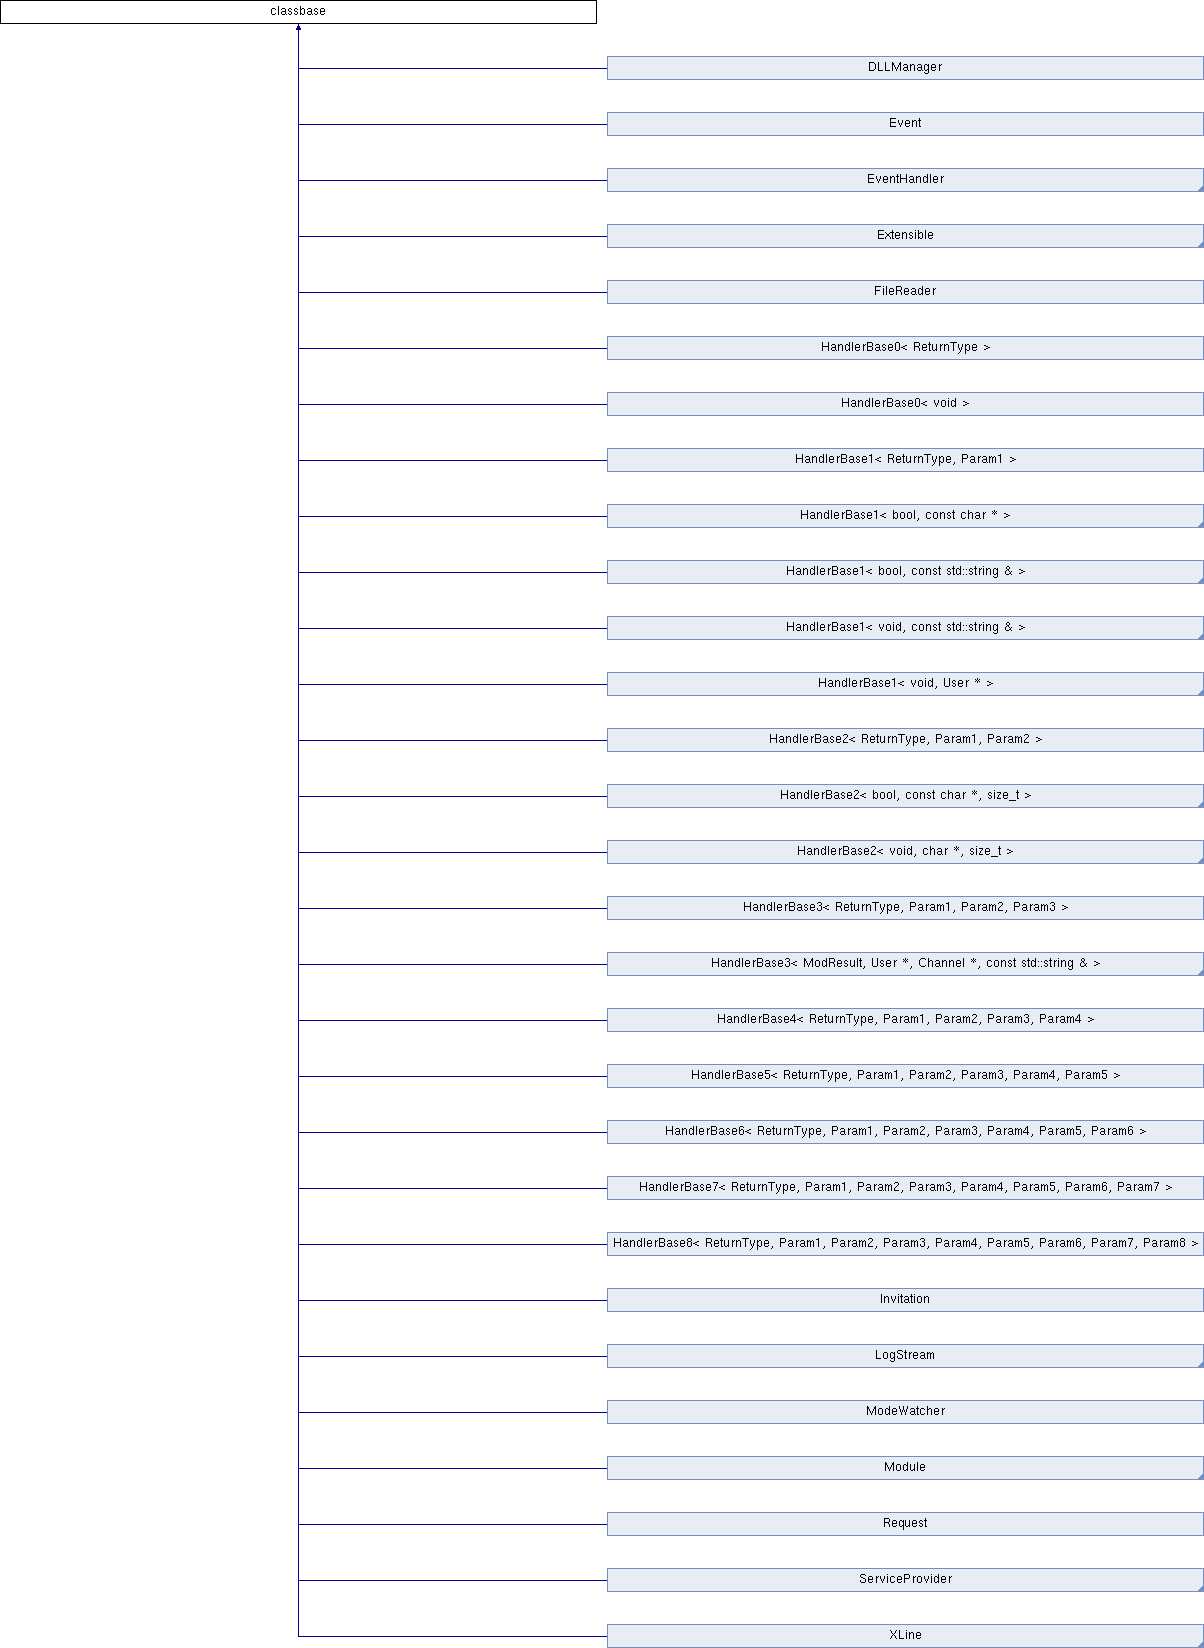 classbase
DLLManager
Event
EventHandler
Extensible
FileReader
HandlerBase0< ReturnType >
HandlerBase0< void >
HandlerBase1< ReturnType, Param1 >
HandlerBase1< bool, const char * >
HandlerBase1< bool, const std::string & >
HandlerBase1< void, const std::string & >
HandlerBase1< void, User * >
HandlerBase2< ReturnType, Param1, Param2 >
HandlerBase2< bool, const char *, size_t >
HandlerBase2< void, char *, size_t >
HandlerBase3< ReturnType, Param1, Param2, Param3 >
HandlerBase3< ModResult, User *, Channel *, const std::string & >
HandlerBase4< ReturnType, Param1, Param2, Param3, Param4 >
HandlerBase5< ReturnType, Param1, Param2, Param3, Param4, Param5 >
HandlerBase6< ReturnType, Param1, Param2, Param3, Param4, Param5, Param6 >
HandlerBase7< ReturnType, Param1, Param2, Param3, Param4, Param5, Param6, Param7 >
HandlerBase8< ReturnType, Param1, Param2, Param3, Param4, Param5, Param6, Param7, Param8 >
Invitation
LogStream
ModeWatcher
Module
Request
ServiceProvider
XLine